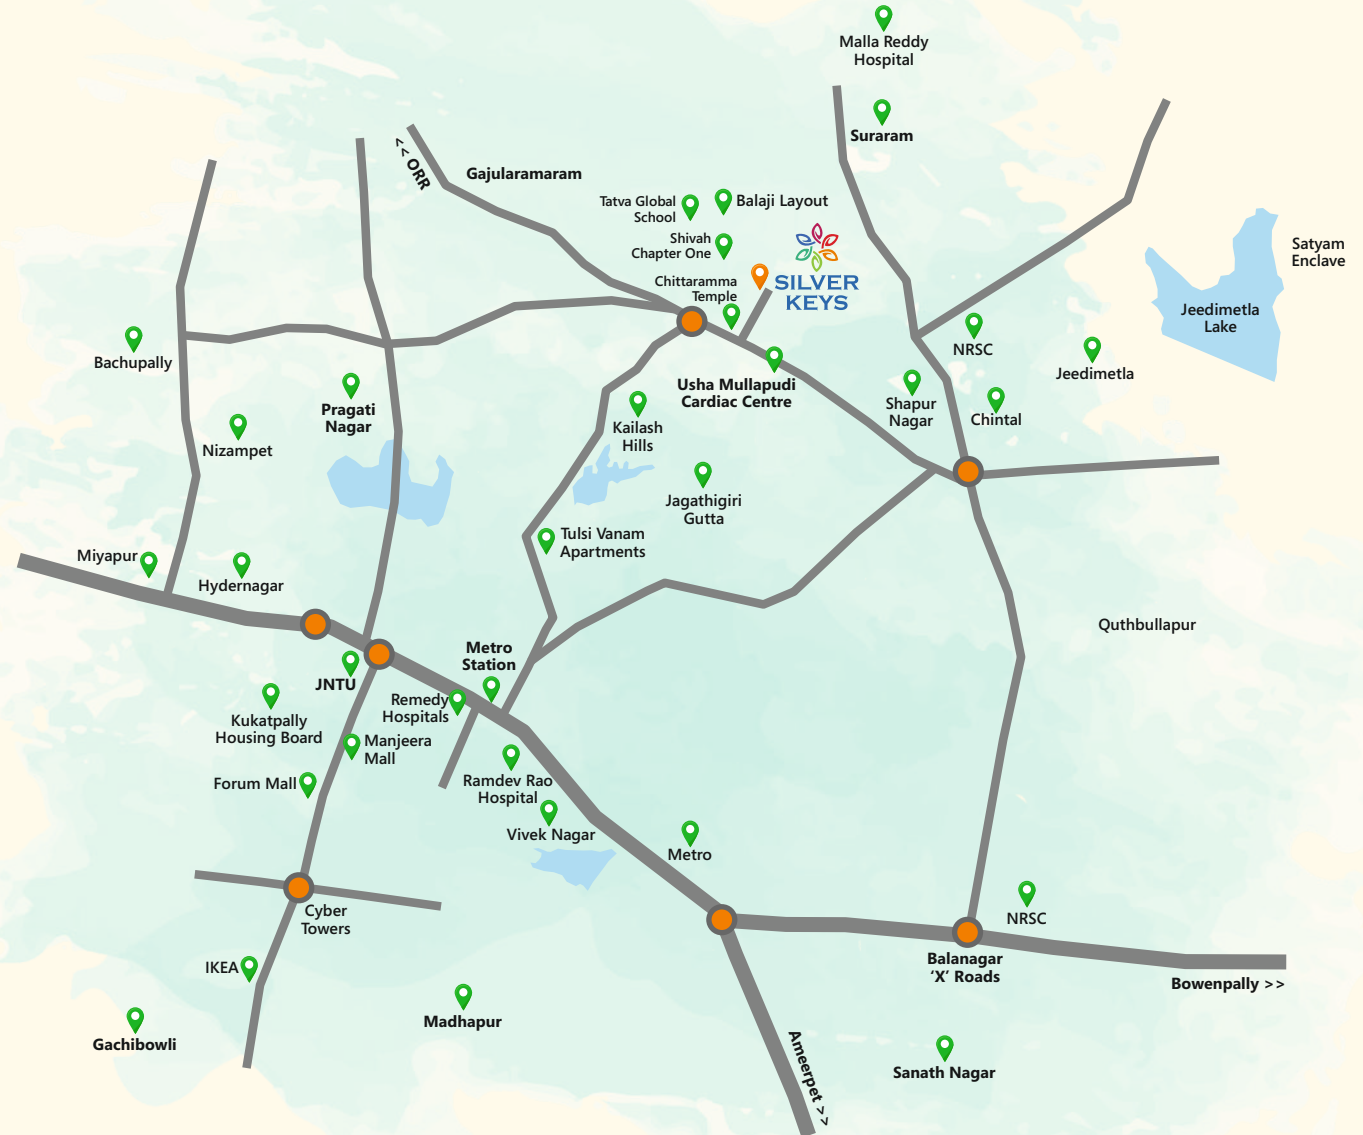 Malla Reddy
Hospital
Suraram
<< ORR
Gajularamaram
Tatva Global
School
Balaji Layout
Shivah
Chapter One
Chittaramma
Temple
SILVER
KEYS
Satyam
Enclave
Jeedimetla
Lake
NRSC
Jeedimetla
Bachupally
Pragati
Nagar
Usha Mullapudi
Cardiac Centre
Shapur
Nagar
Chintal
Nizampet
Kailash
Hills
Jagathigiri
Gutta
Tulsi Vanam
Apartments
Miyapur
Hydernagar
Quthbullapur
Metro
Station
JNTU
Remedy
Hospitals
Kukatpally
Housing Board
Manjeera
Mall
Forum Mall
Ramdev Rao
Hospital
Vivek Nagar
Metro
Cyber
Towers
NRSC
Balanagar
‘X’ Roads
IKEA
Bowenpally >>
Madhapur
Gachibowli
Ameerpet >>
Sanath Nagar